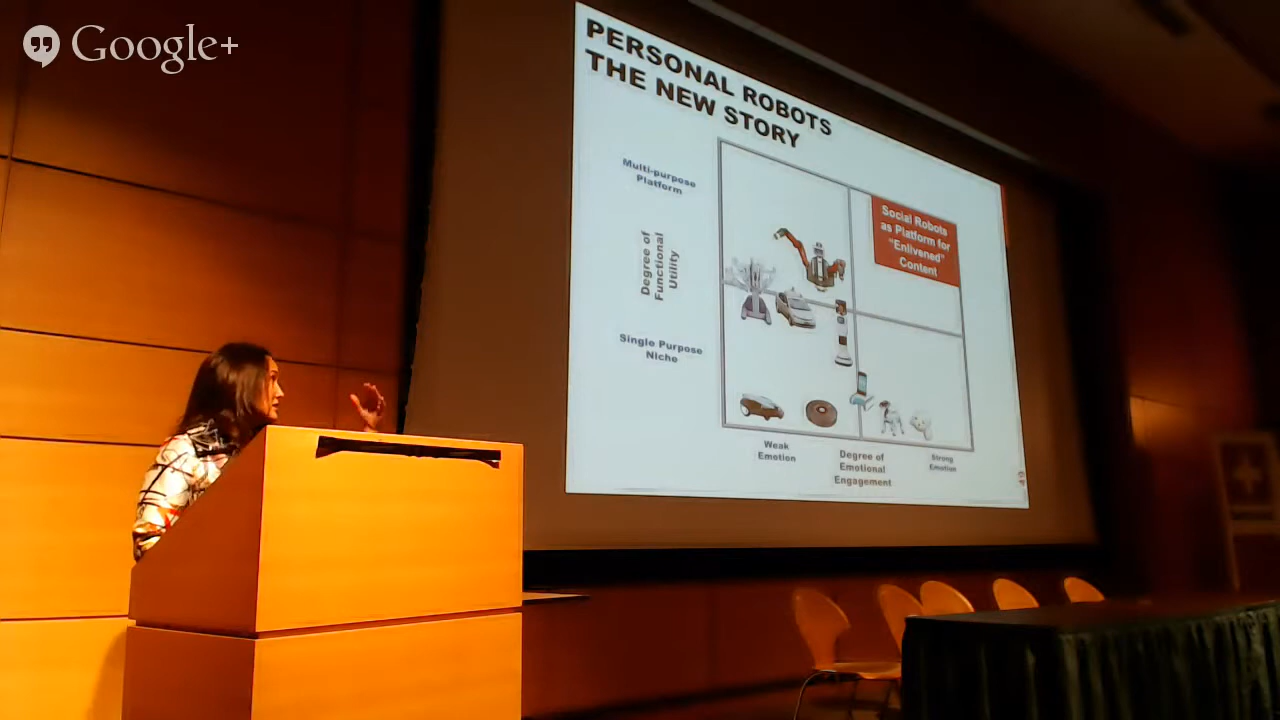 Google+
PERSONAL ROBOTS
THE NEW STORY
Multi-purpose
Platform
Degree of
Functional
Utility
Single Purpose
Niche
Social Robots
as Platform for
"Enlivened"
Content
Weak
Emotion
Degree of
Emotional
Engagement
Strong
Emotion